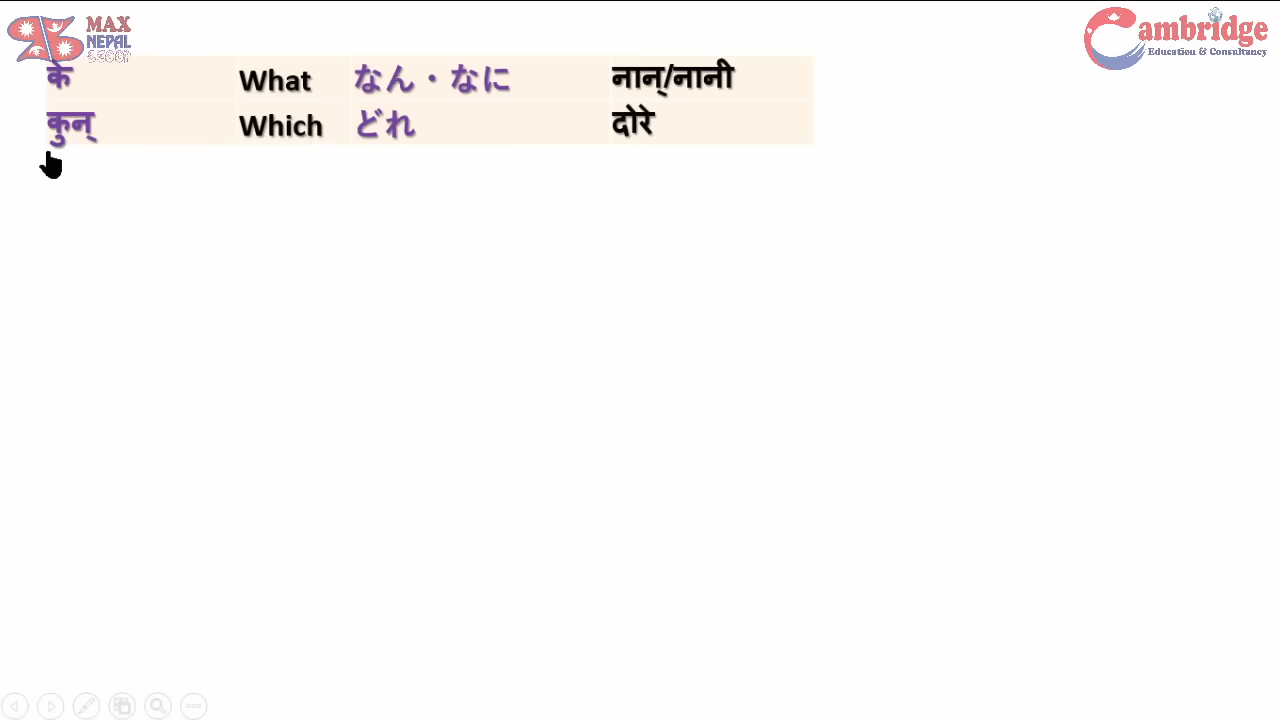 MAX
NEPAL
Cambridge
Education & Consultancy
के What なん・なに नान्/नानी
कुन् Which どれ दोरे